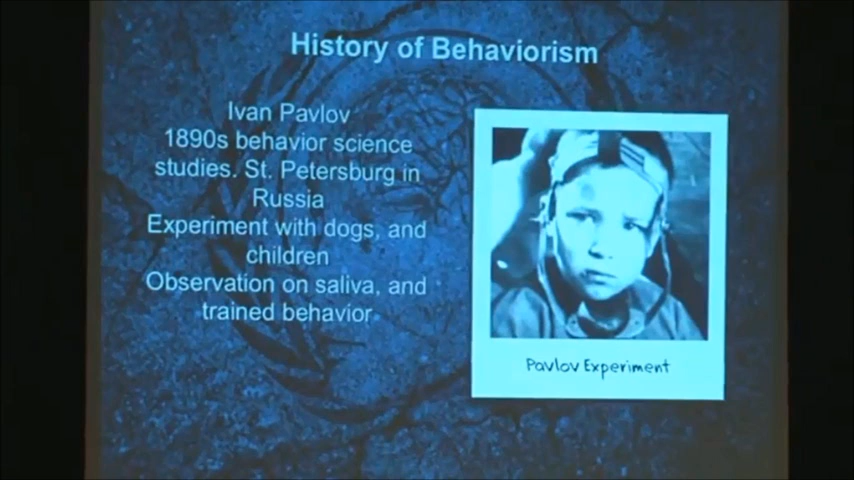 History of Behaviorism
Ivan Pavlov
1890s behavior science
studies. St. Petersburg in
Russia
Experiment with dogs, and
children
Observation on saliva, and
trained behavior
Pavlov Experiment